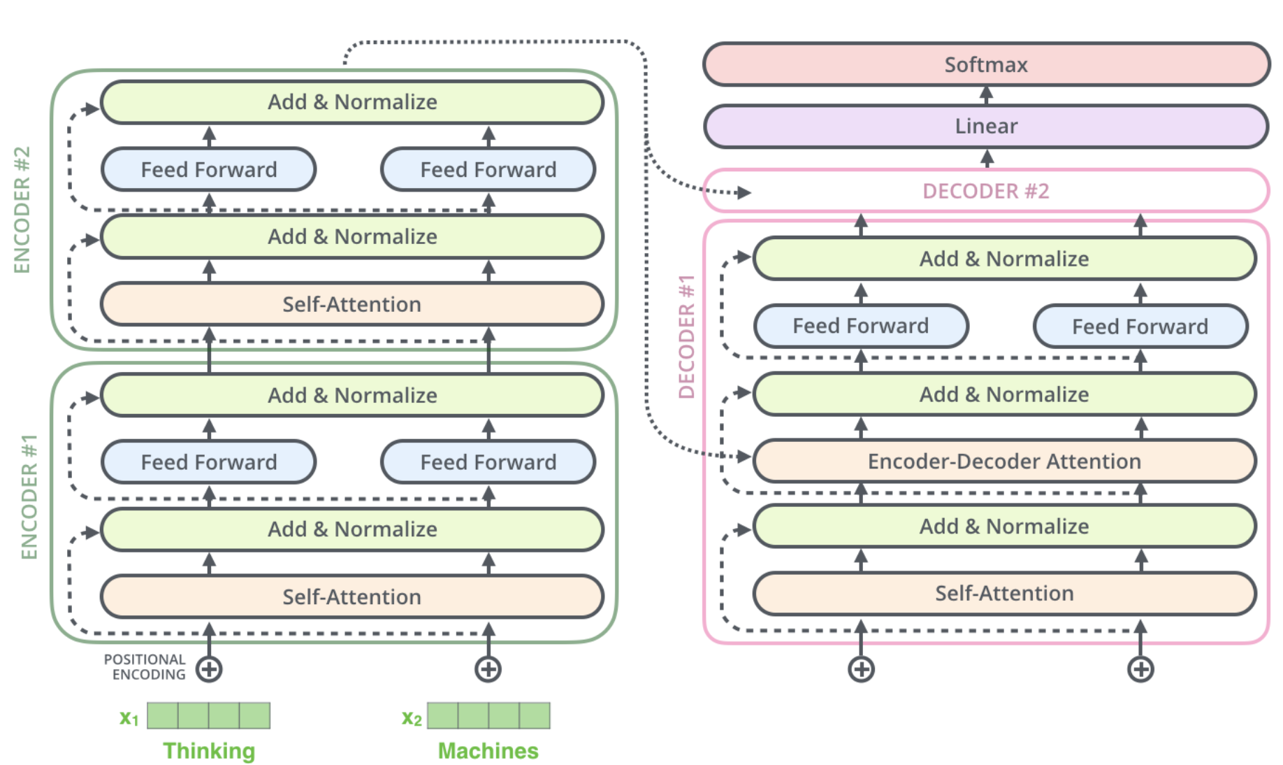 ENCODER #2
Add & Normalize
Feed Forward Feed Forward
Add & Normalize
Self-Attention
ENCODER #1
Add & Normalize
Feed Forward Feed Forward
Add & Normalize
Self-Attention
POSITIONAL
ENCODING
x₁ x₂
Thinking Machines
Softmax
Linear
DECODER #2
DECODER #1
Add & Normalize
Feed Forward Feed Forward
Add & Normalize
Encoder-Decoder Attention
Add & Normalize
Self-Attention